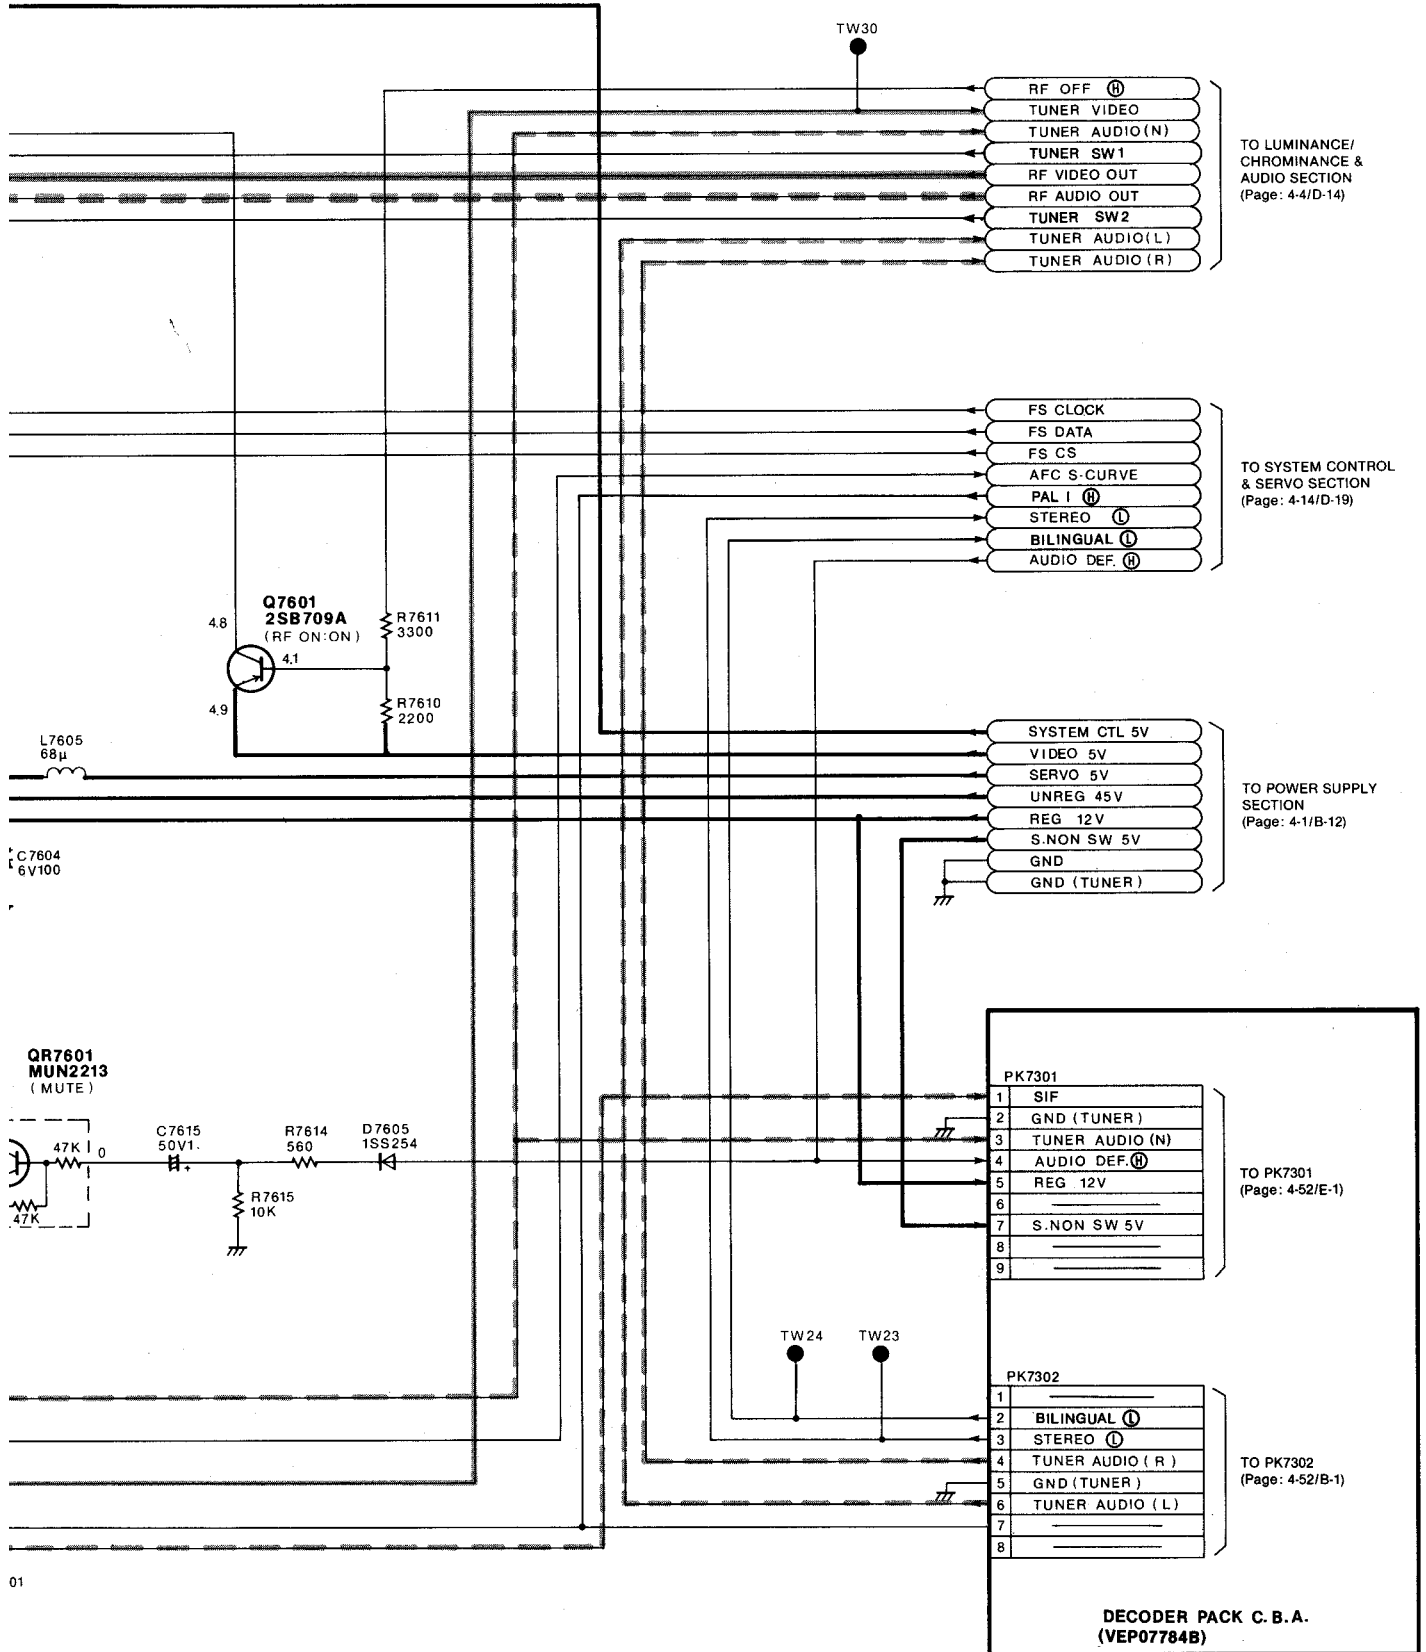 TW30
RF OFF Ⓗ
TUNER VIDEO
TUNER AUDIO(N)
TUNER SW1
RF VIDEO OUT
RF AUDIO OUT
TUNER SW2
TUNER AUDIO(L)
TUNER AUDIO(R)
TO LUMINANCE/
CHROMINANCE &
AUDIO SECTION
(Page: 4-4/D-14)
FS CLOCK
FS DATA
FS CS
AFC S-CURVE
PAL I Ⓗ
STEREO Ⓛ
BILINGUAL Ⓛ
AUDIO DEF. Ⓗ
TO SYSTEM CONTROL
& SERVO SECTION
(Page: 4-14/D-19)
Q7601
2SB709A
(RF ON:ON)
4.8
4.1
4.9
R7611
3300
R7610
2200
L7605
68μ
SYSTEM CTL 5V
VIDEO 5V
SERVO 5V
UNREG 45V
REG 12V
S.NON SW 5V
GND
GND (TUNER)
TO POWER SUPPLY
SECTION
(Page: 4-1/B-12)
C7604
6V100
QR7601
MUN2213
(MUTE)
47K
0
47K
C7615
50V1.
+
R7614
560
D7605
1SS254
R7615
10K
PK7301
1 SIF
2 GND (TUNER)
3 TUNER AUDIO (N)
4 AUDIO DEF.Ⓗ
5 REG 12V
6
7 S.NON SW 5V
8
9
TO PK7301
(Page: 4-52/E-1)
TW24
TW23
PK7302
1
2 BILINGUAL Ⓛ
3 STEREO Ⓛ
4 TUNER AUDIO (R)
5 GND (TUNER)
6 TUNER AUDIO (L)
7
8
TO PK7302
(Page: 4-52/B-1)
01
DECODER PACK C.B.A.
(VEP07784B)